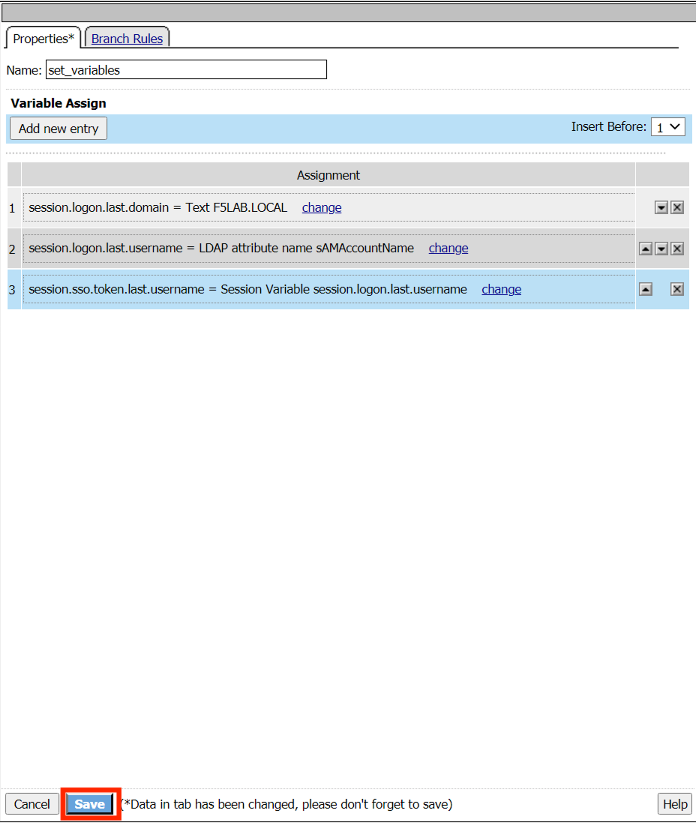 Properties* Branch Rules
Name: set_variables
Variable Assign
Add new entry Insert Before: 1
Assignment
1 session.logon.last.domain = Text F5LAB.LOCAL change
2 session.logon.last.username = LDAP attribute name sAMAccountName change
3 session.sso.token.last.username = Session Variable session.logon.last.username change
Cancel Save (*Data in tab has been changed, please don't forget to save) Help